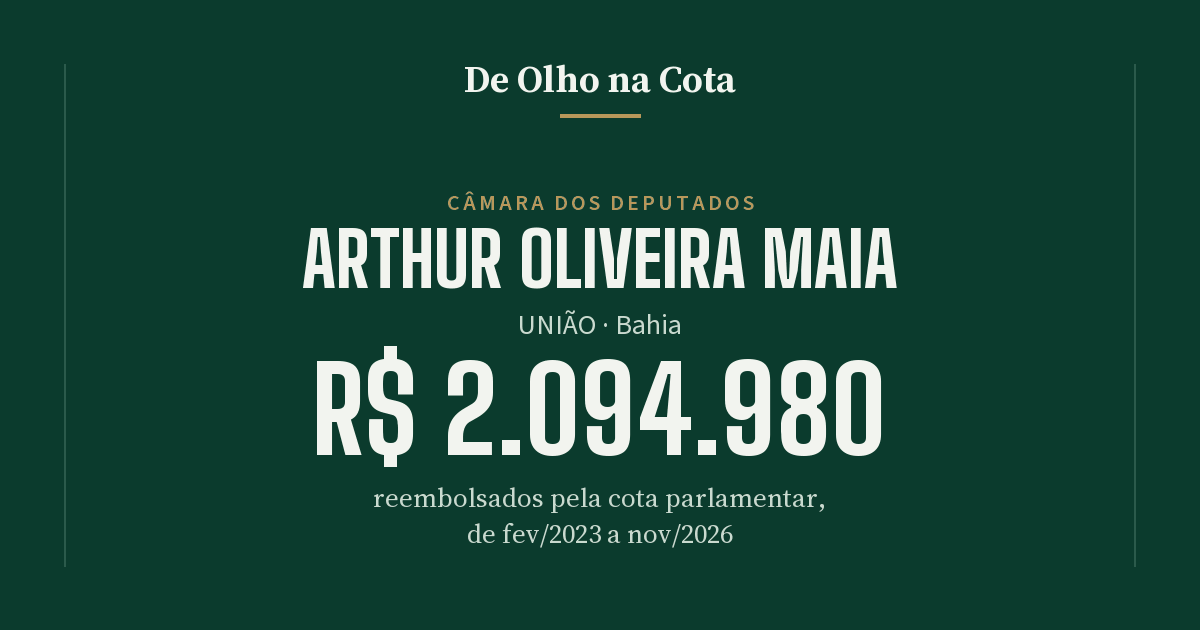 De Olho na Cota
CÂMARA DOS DEPUTADOS
ARTHUR OLIVEIRA MAIA
UNIÃO · Bahia
R$ 2.094.980
reembolsados pela cota parlamentar,
de fev/2023 a nov/2026